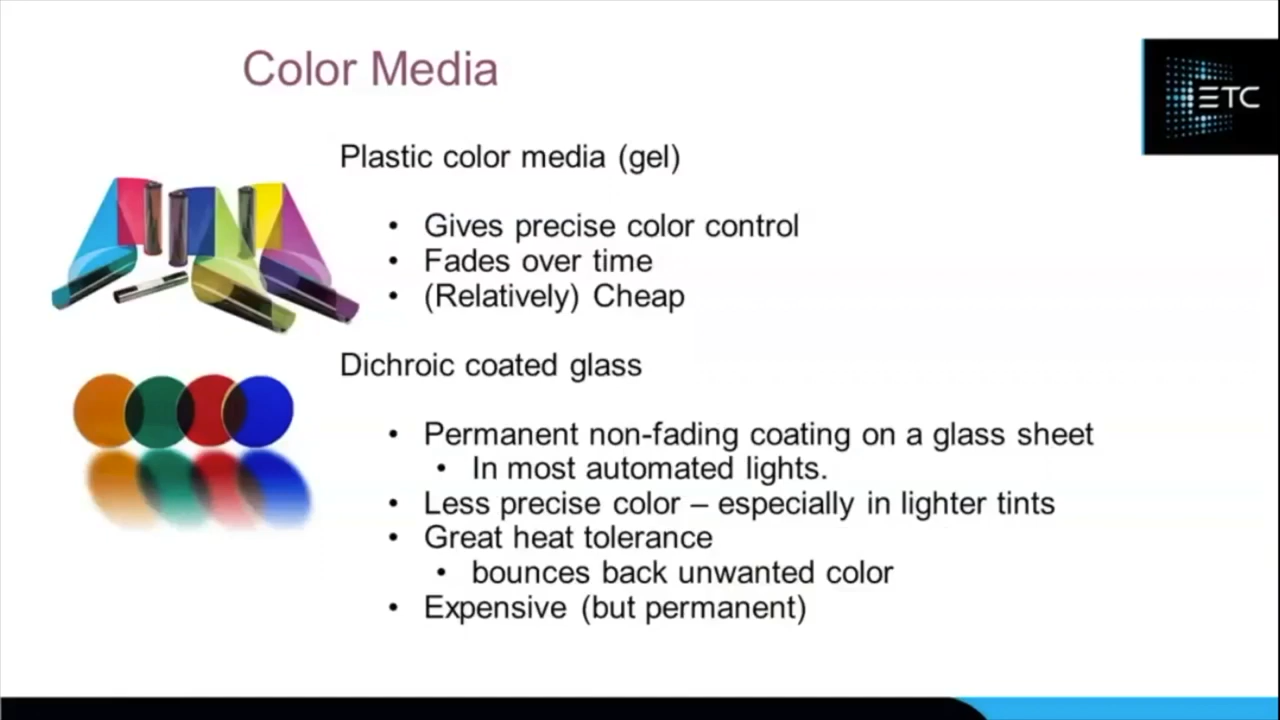 Color Media
ETC
Plastic color media (gel)
• Gives precise color control
• Fades over time
• (Relatively) Cheap
Dichroic coated glass
• Permanent non-fading coating on a glass sheet
• In most automated lights.
• Less precise color – especially in lighter tints
• Great heat tolerance
• bounces back unwanted color
• Expensive (but permanent)